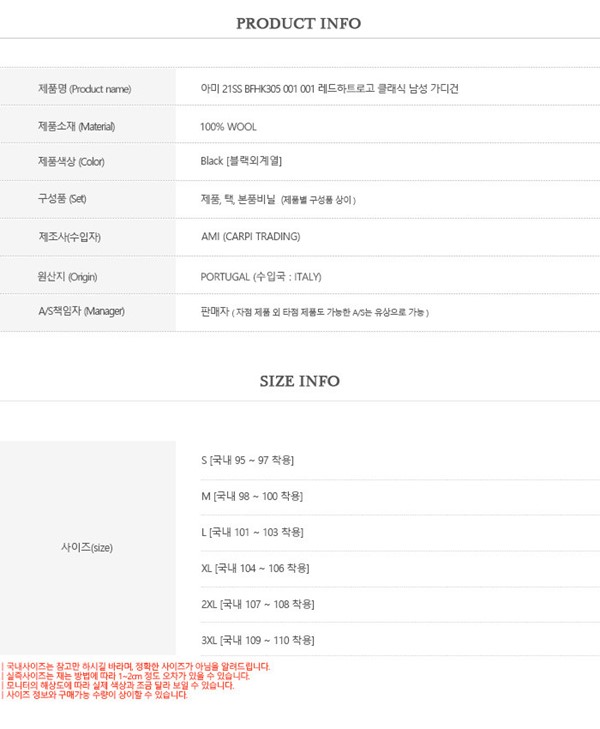 PRODUCT INFO
제품명 (Product name) 아미 21SS BFHK305 001 001 레드하트로고 클래식 남성 가디건
제품소재 (Material) 100% WOOL
제품색상 (Color) Black [블랙외계열]
구성품 (Set) 제품, 택, 본품비닐 (제품별 구성품 상이 )
제조사(수입자) AMI (CARPI TRADING)
원산지 (Origin) PORTUGAL (수입국 : ITALY)
A/S책임자 (Manager) 판매자 ( 자점 제품 외 타점 제품도 가능한 A/S는 유상으로 가능 )
SIZE INFO
사이즈(size)
S [국내 95 ~ 97 착용]
M [국내 98 ~ 100 착용]
L [국내 101 ~ 103 착용]
XL [국내 104 ~ 106 착용]
2XL [국내 107 ~ 108 착용]
3XL [국내 109 ~ 110 착용]
| 국내사이즈는 참고만 하시길 바라며, 정확한 사이즈가 아님을 알려드립니다.
| 실측사이즈는 재는 방법에 따라 1~2cm 정도 오차가 있을 수 있습니다.
| 모니터의 해상도에 따라 실제 색상과 조금 달라 보일 수 있습니다.
| 사이즈 정보와 구매가능 수량이 상이할 수 있습니다.